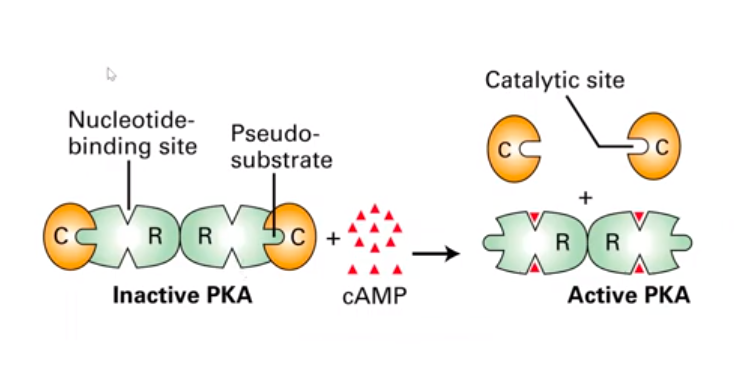 Catalytic site
Nucleotide-
binding site
Pseudo-
substrate
C
C
C
R
R
C
+
cAMP
+
R
R
Inactive PKA
Active PKA